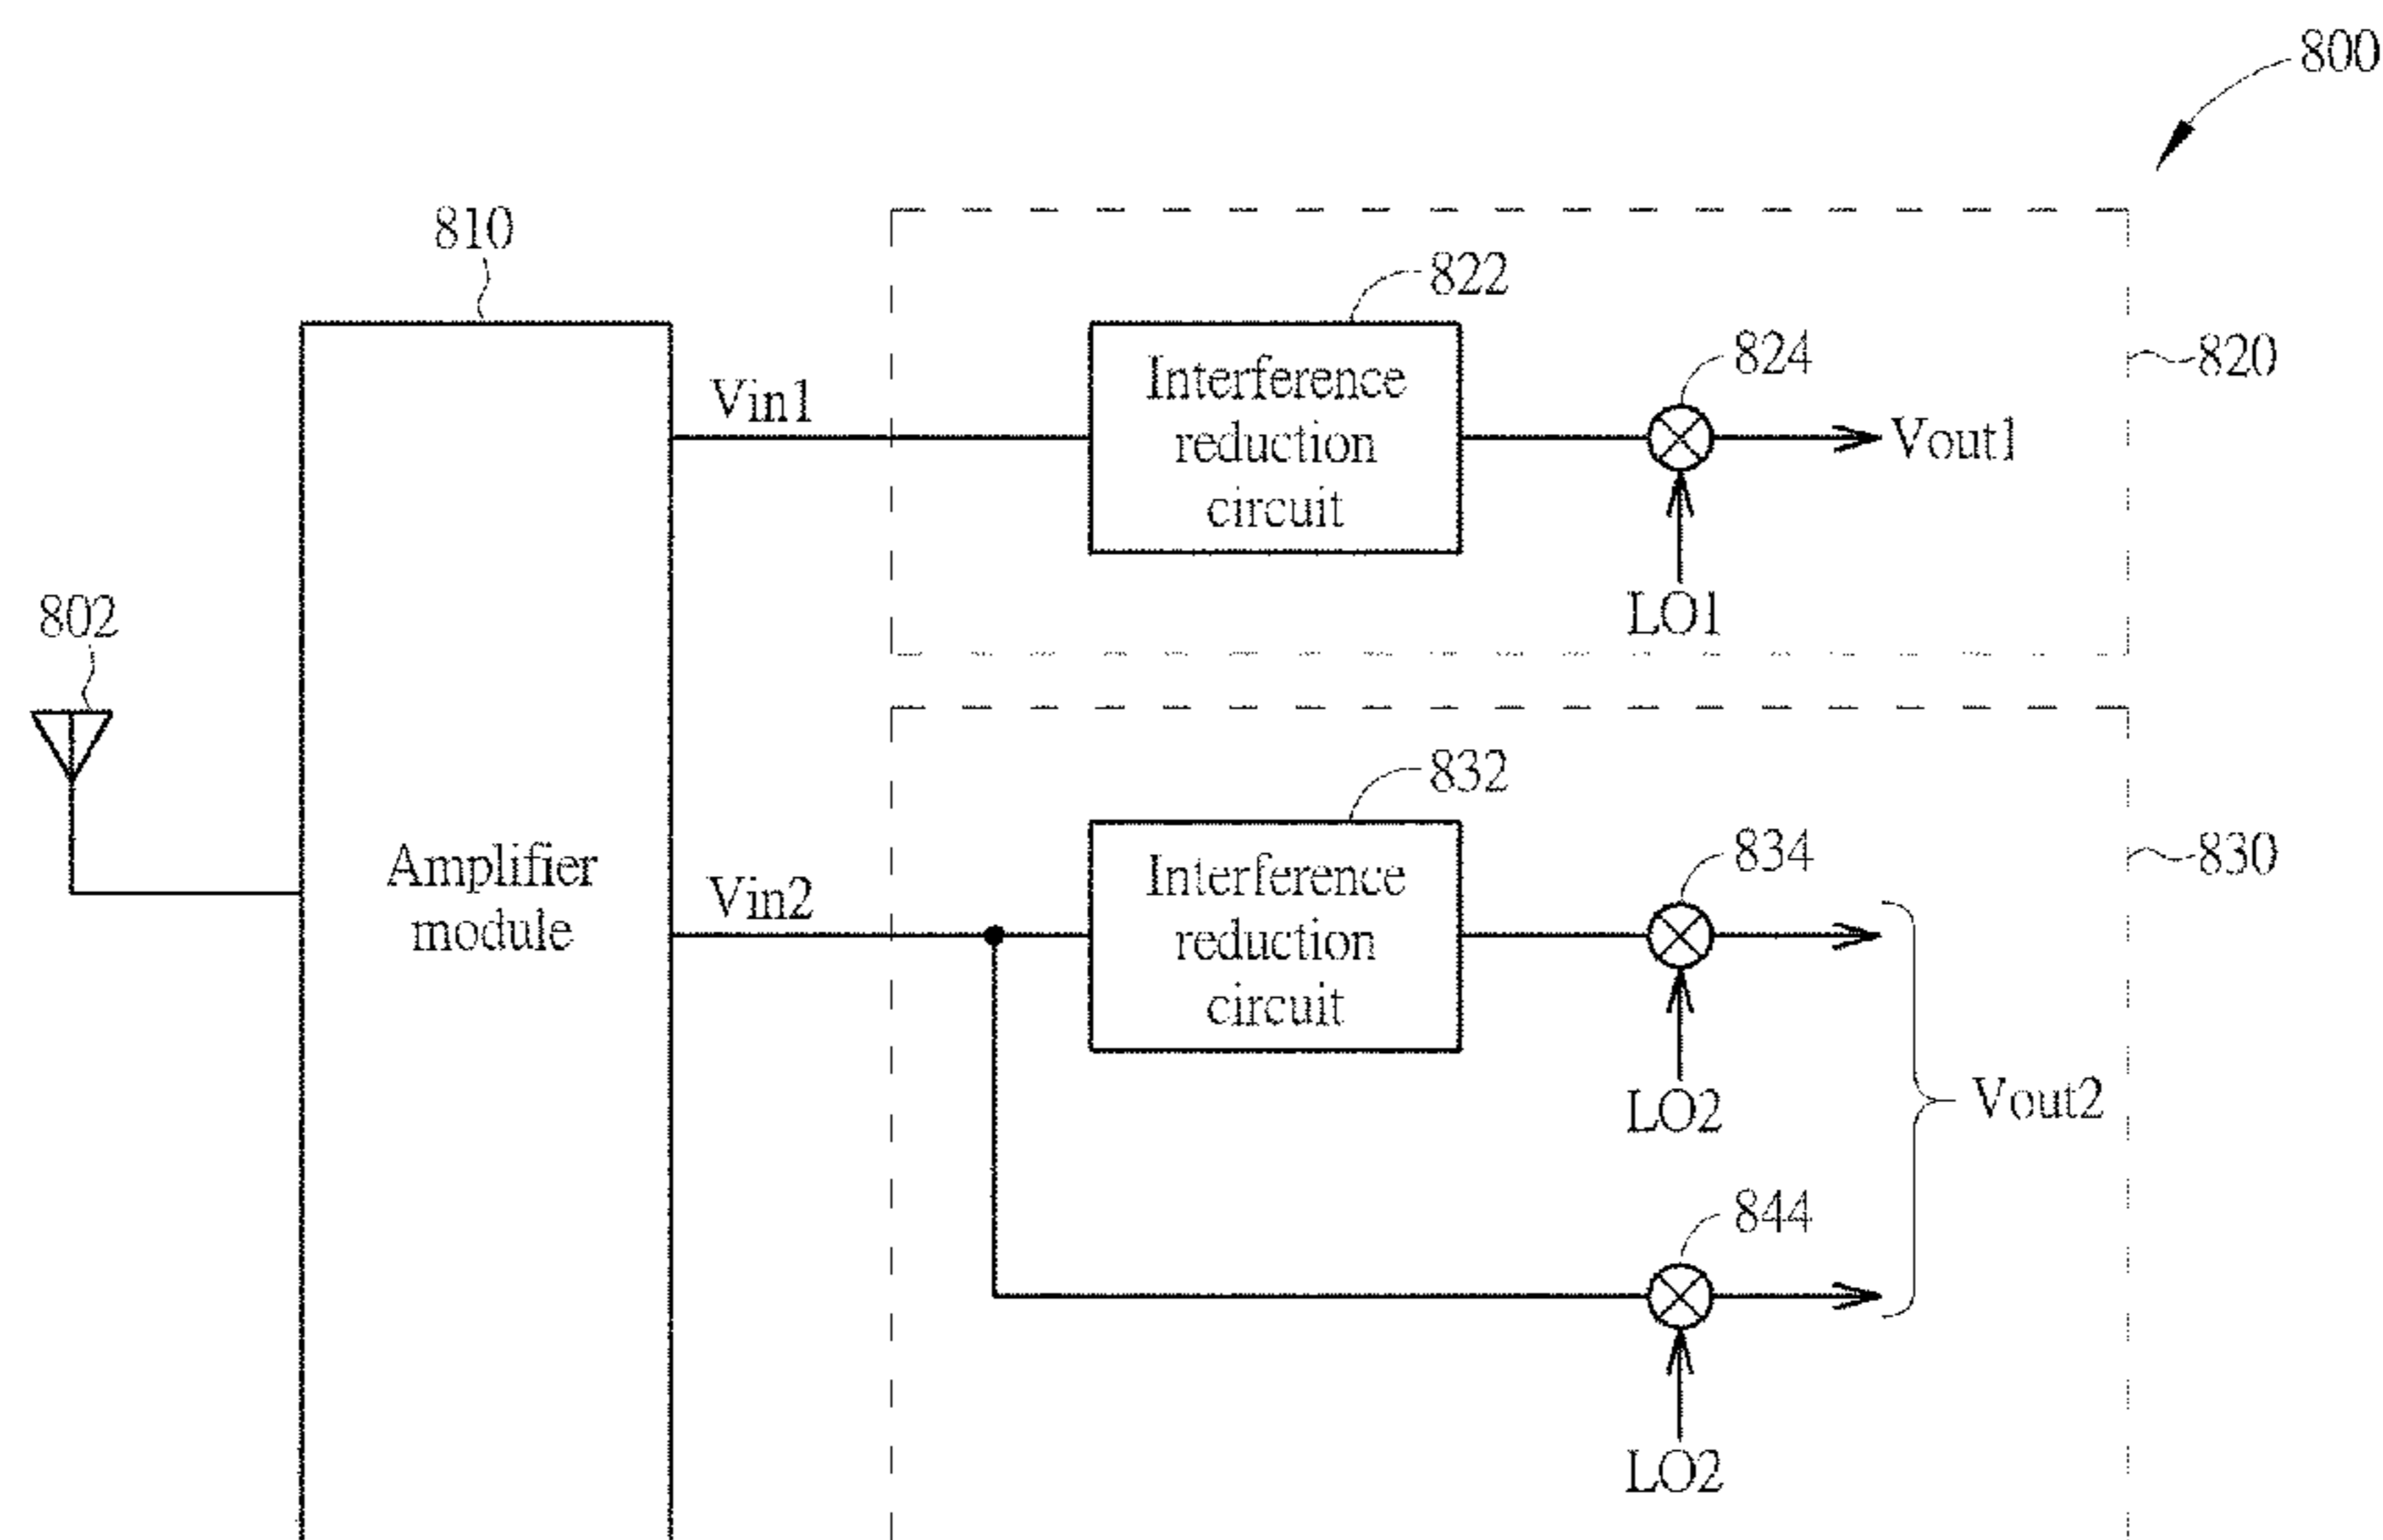 800
810
822
Interference
reduction
circuit
824
820
Vin1
Vout1
LO1
802
832
Interference
reduction
circuit
834
830
Amplifier
module
Vin2
LO2
Vout2
844
LO2